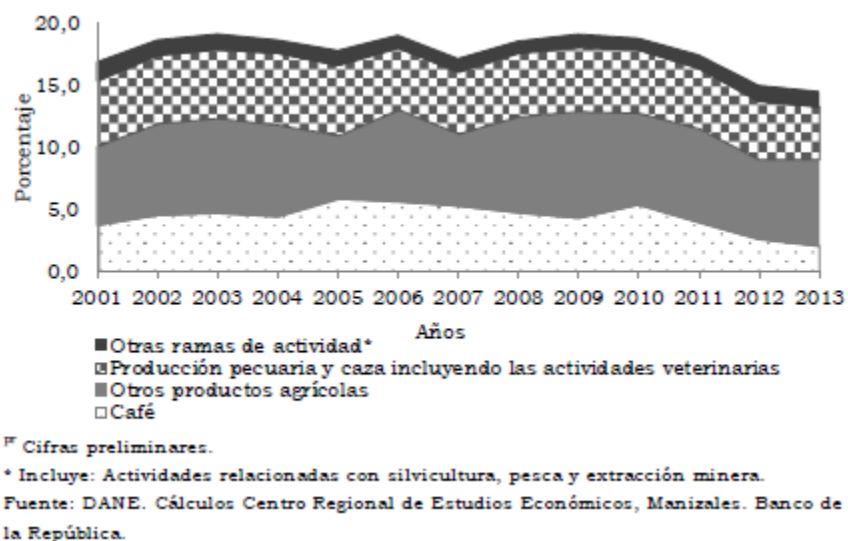 20,0
15,0
10,0
5,0
0,0
Porcentaje
2001 2002 2003 2004 2005 2006 2007 2008 2009 2010 2011 2012 2013
Años
Otras ramas de actividad*
Producción pecuaria y caza incluyendo las actividades veterinarias
Otros productos agrícolas
Café
Cifras preliminares.
* Incluye: Actividades relacionadas con silvicultura, pesca y extracción minera.
Fuente: DANE. Cálculos Centro Regional de Estudios Económicos, Manizales. Banco de
la República.